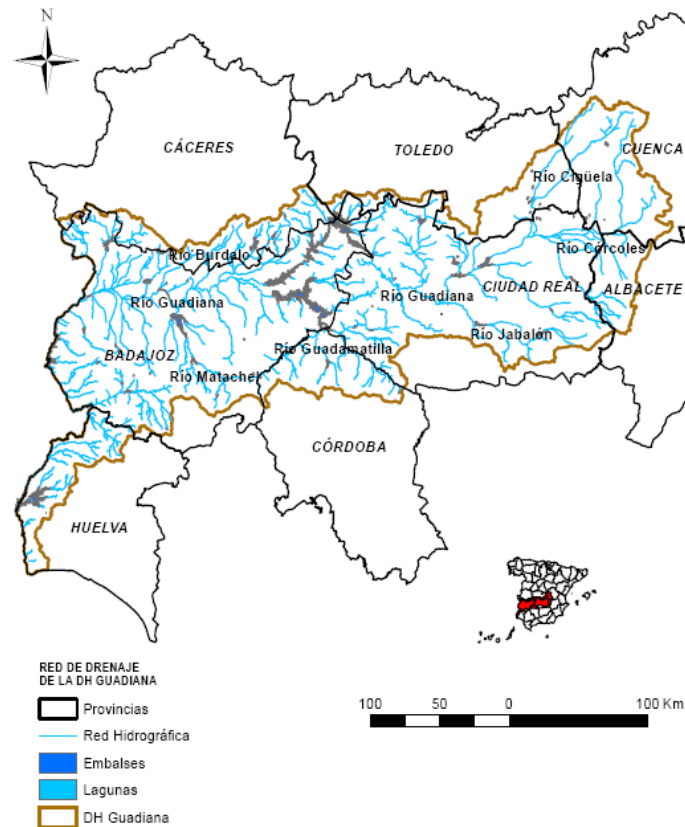 N
CÁCERES
TOLEDO
CUENCA
Río Cigüela
Río Búrdalo
Río Córcoles
Río Guadiana
Río Guadiana
CIUDAD REAL
ALBACETE
BADAJOZ
Río Matachel
Río Guadamatilla
Río Jabalón
CÓRDOBA
HUELVA
RED DE DRENAJE
DE LA DH GUADIANA
Provincias
Red Hidrográfica
Embalses
Lagunas
DH Guadiana
100 50 0 100 Km